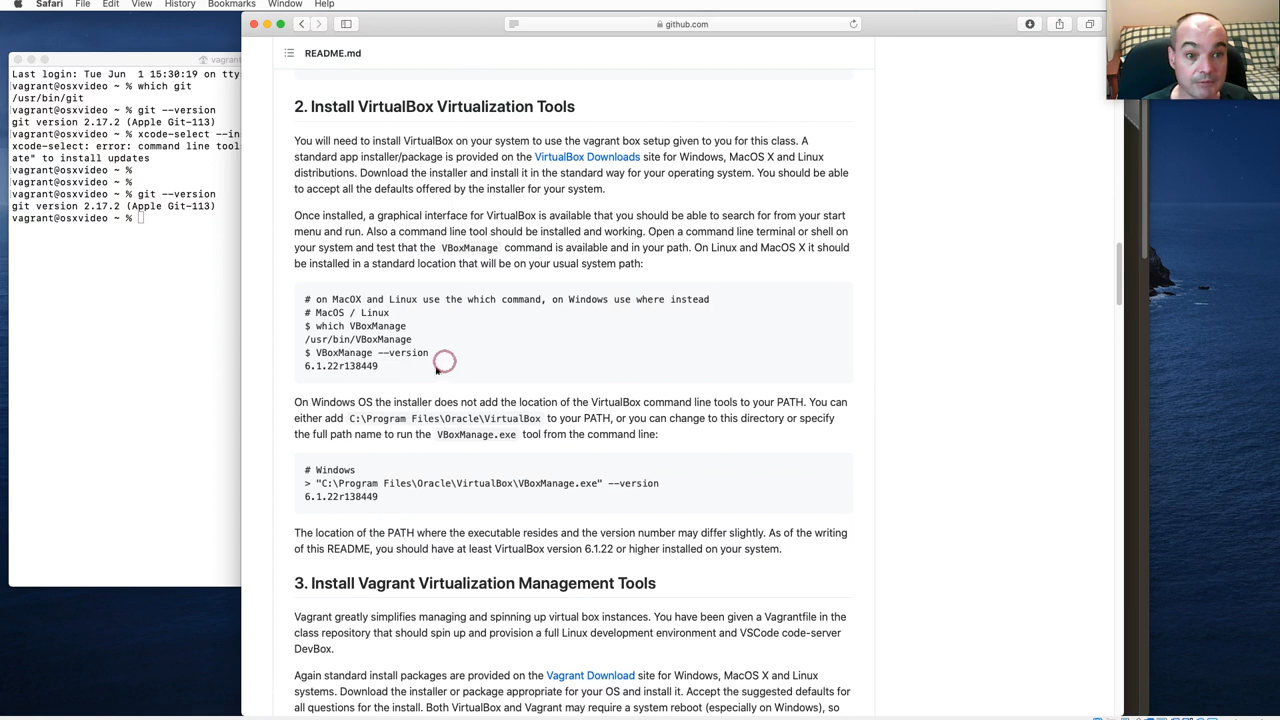 Safari File Edit View History Bookmarks Window Help
github.com
vagrant
Last login: Tue Jun 1 15:30:19 on tty
vagrant@osxvideo ~ % which git
/usr/bin/git
vagrant@osxvideo ~ % git --version
git version 2.17.2 (Apple Git-113)
vagrant@osxvideo ~ % xcode-select --in
xcode-select: error: command line tool
ate" to install updates
vagrant@osxvideo ~ %
vagrant@osxvideo ~ %
vagrant@osxvideo ~ % git --version
git version 2.17.2 (Apple Git-113)
vagrant@osxvideo ~ %
README.md
2. Install VirtualBox Virtualization Tools
You will need to install VirtualBox on your system to use the vagrant box setup given to you for this class. A
standard app installer/package is provided on the VirtualBox Downloads site for Windows, MacOS X and Linux
distributions. Download the installer and install it in the standard way for your operating system. You should be able
to accept all the defaults offered by the installer for your system.
Once installed, a graphical interface for VirtualBox is available that you should be able to search for from your start
menu and run. Also a command line tool should be installed and working. Open a command line terminal or shell on
your system and test that the VBoxManage command is available and in your path. On Linux and MacOS X it should
be installed in a standard location that will be on your usual system path:
# on MacOX and Linux use the which command, on Windows use where instead
# MacOS / Linux
$ which VBoxManage
/usr/bin/VBoxManage
$ VBoxManage --version
6.1.22r138449
On Windows OS the installer does not add the location of the VirtualBox command line tools to your PATH. You can
either add C:\Program Files\Oracle\VirtualBox to your PATH, or you can change to this directory or specify
the full path name to run the VBoxManage.exe tool from the command line:
# Windows
> "C:\Program Files\Oracle\VirtualBox\VBoxManage.exe" --version
6.1.22r138449
The location of the PATH where the executable resides and the version number may differ slightly. As of the writing
of this README, you should have at least VirtualBox version 6.1.22 or higher installed on your system.
3. Install Vagrant Virtualization Management Tools
Vagrant greatly simplifies managing and spinning up virtual box instances. You have been given a Vagrantfile in the
class repository that should spin up and provision a full Linux development environment and VSCode code-server
DevBox.
Again standard install packages are provided on the Vagrant Download site for Windows, MacOS X and Linux
systems. Download the installer or package appropriate for your OS and install it. Accept the suggested defaults for
all questions for the install. Both VirtualBox and Vagrant may require a system reboot (especially on Windows), so